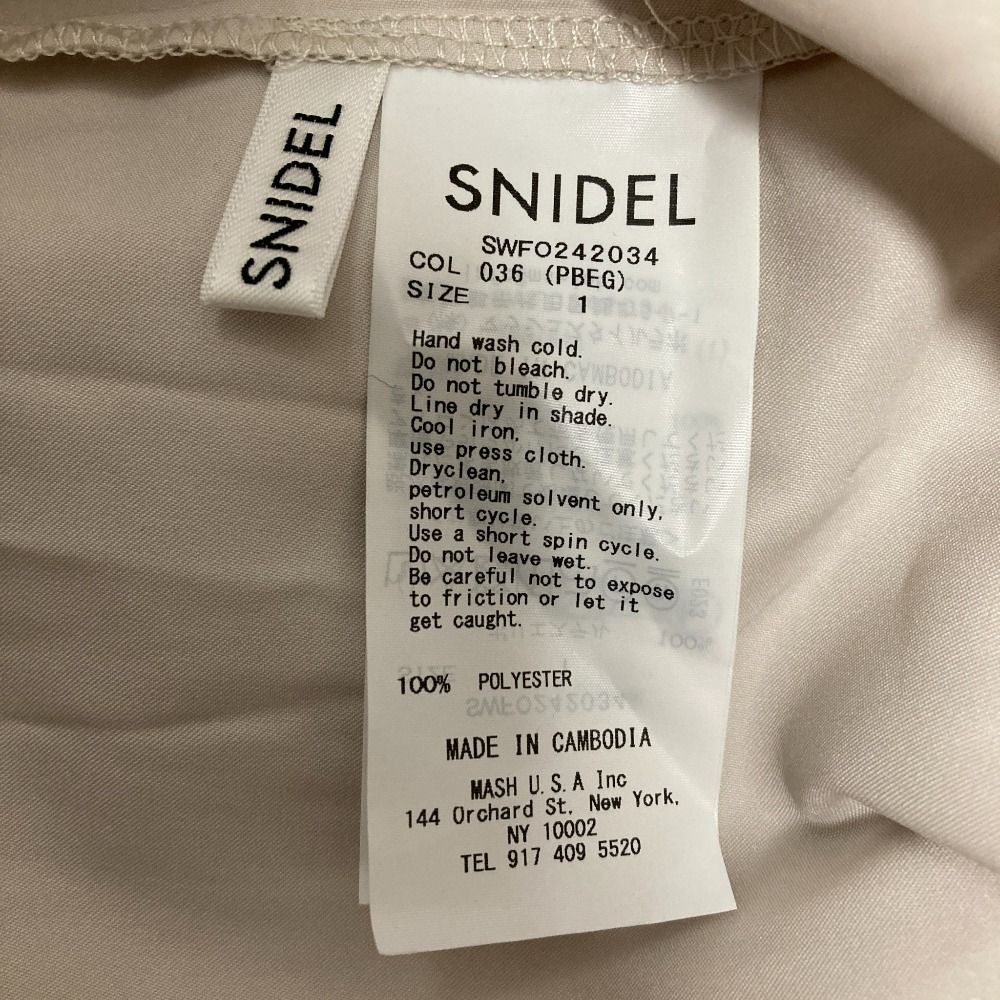 SNIDEL
SNIDEL
SWFO242034
COL 036 (PBEG)
SIZE 1
Hand wash cold.
Do not bleach.
Do not tumble dry.
Line dry in shade.
Cool iron,
use press cloth.
Dryclean,
petroleum solvent only,
short cycle.
Use a short spin cycle.
Do not leave wet.
Be careful not to expose
to friction or let it
get caught.
100% POLYESTER
MADE IN CAMBODIA
MASH U.S.A Inc
144 Orchard St, New York,
NY 10002
TEL 917 409 5520